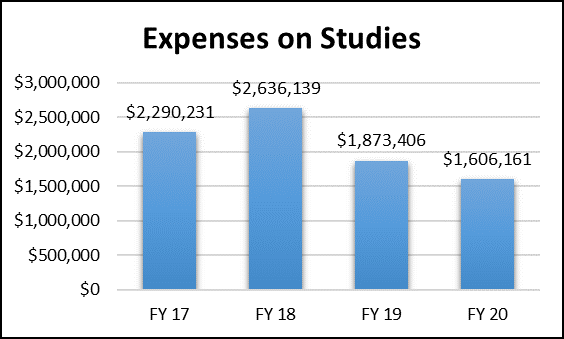 Expenses on Studies
$3,000,000
$2,500,000
$2,000,000
$1,500,000
$1,000,000
$500,000
$0
$2,290,231
$2,636,139
$1,873,406
$1,606,161
FY 17
FY 18
FY 19
FY 20